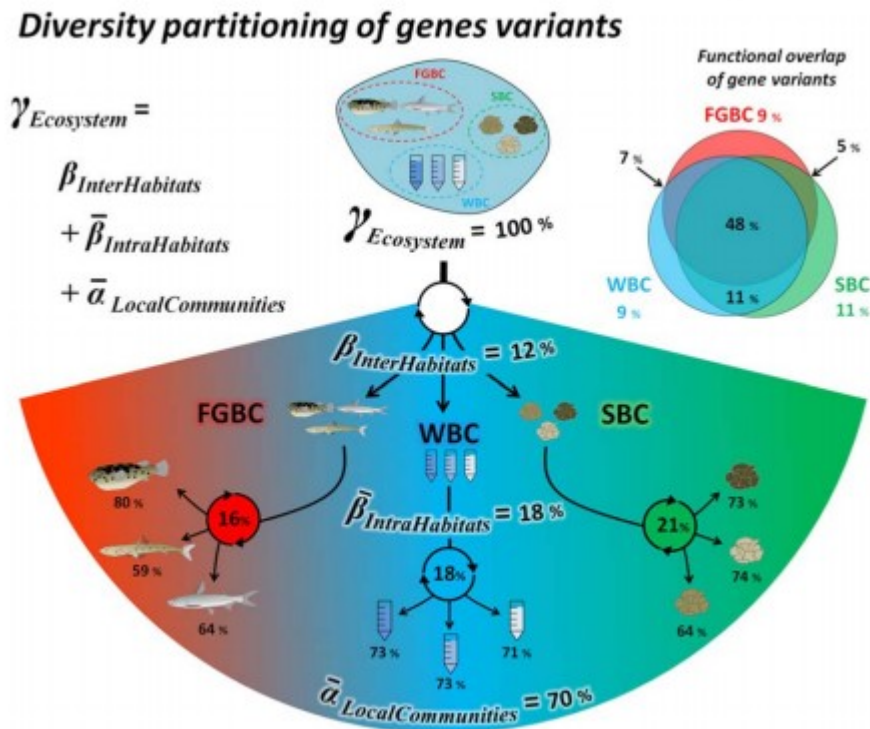 Diversity partitioning of genes variants
γEcosystem =
βInterHabitats
+ β̄IntraHabitats
+ ᾱLocalCommunities
FGBC
SBC
WBC
γEcosystem = 100 %
Functional overlap
of gene variants
FGBC 9 %
7 %
5 %
48 %
11 %
WBC
9 %
SBC
11 %
βInterHabitats = 12 %
FGBC
WBC
SBC
β̄IntraHabitats = 18 %
16%
80 %
59 %
64 %
18%
73 %
73 %
71 %
21%
73 %
74 %
64 %
ᾱLocalCommunities = 70 %